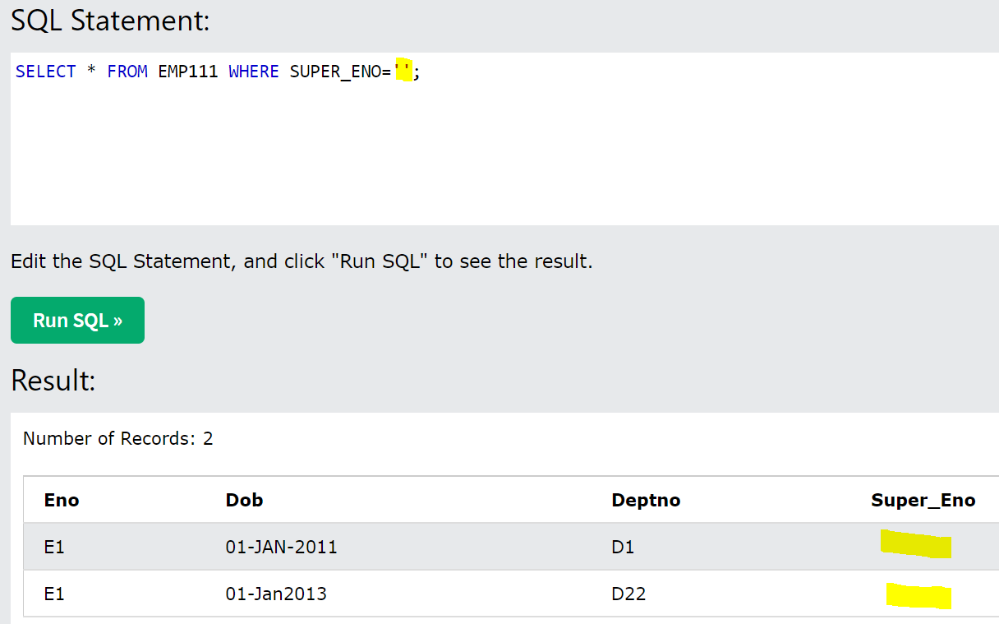 SQL Statement:
SELECT * FROM EMP111 WHERE SUPER_ENO='';
Edit the SQL Statement, and click "Run SQL" to see the result.
Run SQL »
Result:
Number of Records: 2
Eno Dob Deptno Super_Eno
E1 01-JAN-2011 D1
E1 01-Jan2013 D22